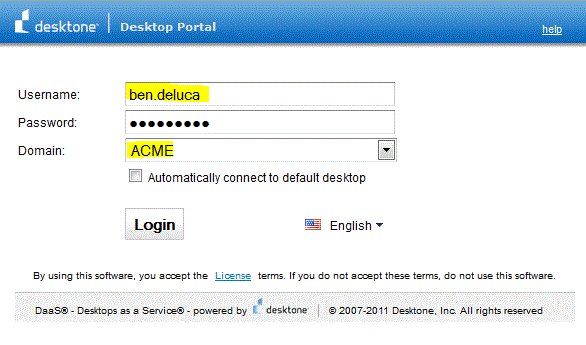 desktone® | Desktop Portal help
Username: ben.deluca
Password: ●●●●●●●●●
Domain: ACME
Automatically connect to default desktop
Login English
By using this software, you accept the License terms. If you do not accept these terms, do not use this software.
DaaS® - Desktops as a Service® - powered by desktone | © 2007-2011 Desktone, Inc. All rights reserved